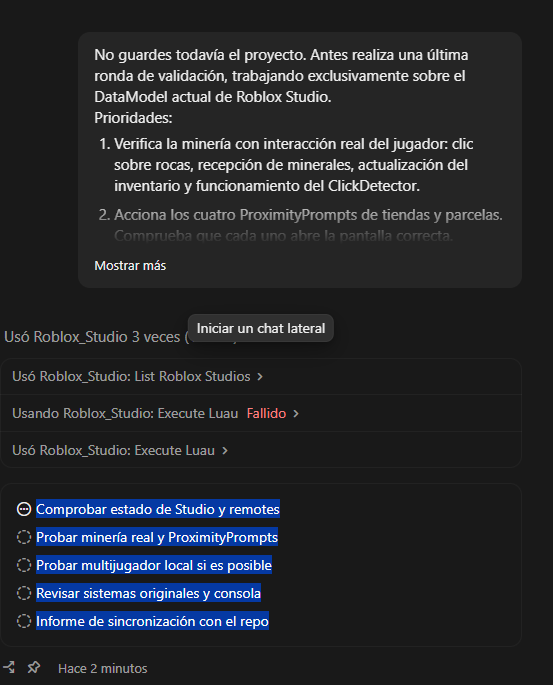 No guardes todavía el proyecto. Antes realiza una última
ronda de validación, trabajando exclusivamente sobre el
DataModel actual de Roblox Studio.
Prioridades:
1. Verifica la minería con interacción real del jugador: clic
sobre rocas, recepción de minerales, actualización del
inventario y funcionamiento del ClickDetector.
2. Acciona los cuatro ProximityPrompts de tiendas y parcelas.
Comprueba que cada uno abre la pantalla correcta.
Mostrar más
Iniciar un chat lateral
Usó Roblox_Studio 3 veces (
Usó Roblox_Studio: List Roblox Studios >
Usando Roblox_Studio: Execute Luau Fallido >
Usó Roblox_Studio: Execute Luau >
Comprobar estado de Studio y remotes
Probar minería real y ProximityPrompts
Probar multijugador local si es posible
Revisar sistemas originales y consola
Informe de sincronización con el repo
Hace 2 minutos